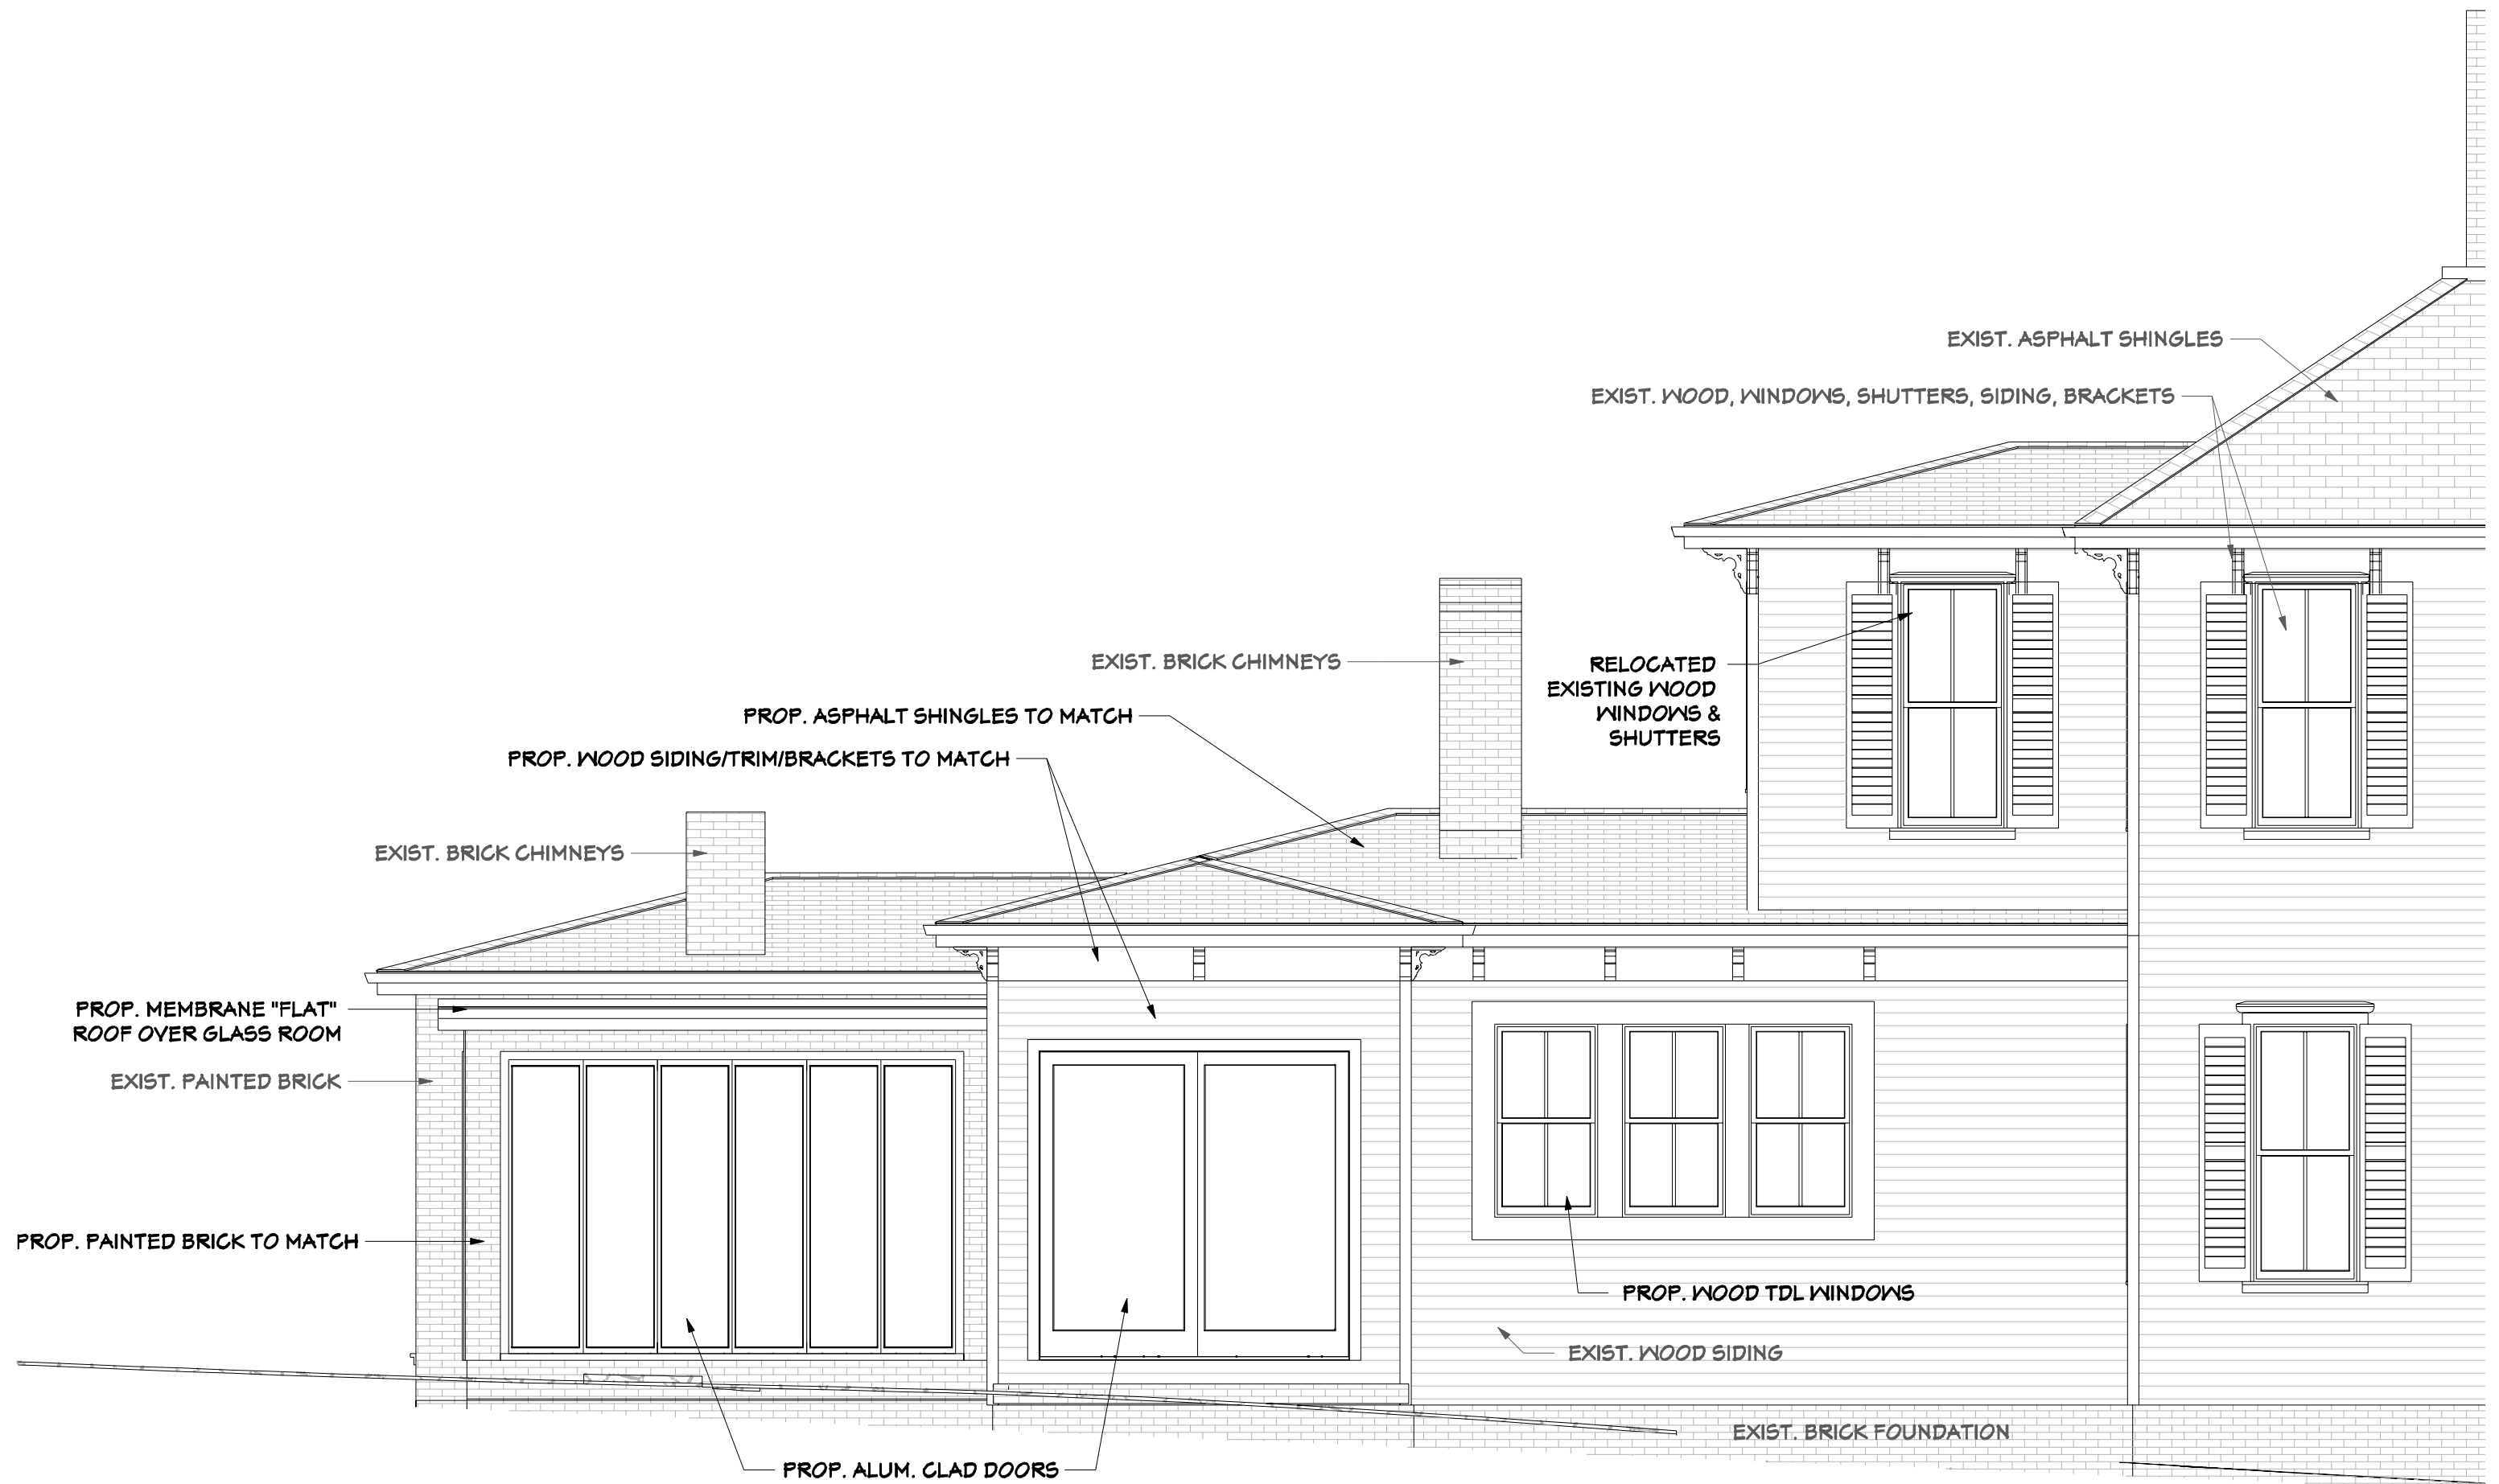 EXIST. ASPHALT SHINGLES
EXIST. WOOD, WINDOWS, SHUTTERS, SIDING, BRACKETS
EXIST. BRICK CHIMNEYS
RELOCATED
EXISTING WOOD
WINDOWS &
SHUTTERS
PROP. ASPHALT SHINGLES TO MATCH
PROP. WOOD SIDING/TRIM/BRACKETS TO MATCH
EXIST. BRICK CHIMNEYS
PROP. MEMBRANE "FLAT"
ROOF OVER GLASS ROOM
EXIST. PAINTED BRICK
PROP. PAINTED BRICK TO MATCH
PROP. WOOD TDL WINDOWS
EXIST. WOOD SIDING
EXIST. BRICK FOUNDATION
PROP. ALUM. CLAD DOORS